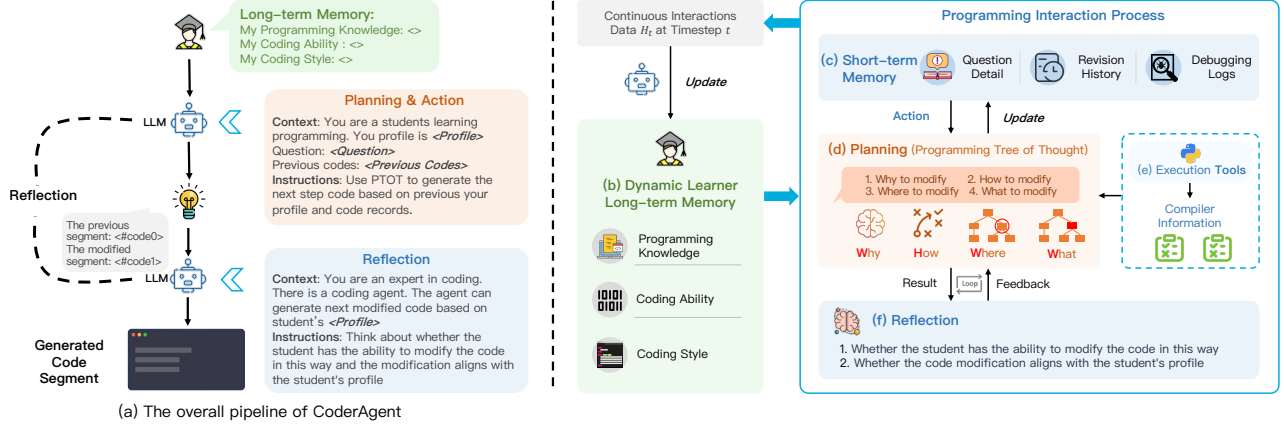 Long-term Memory:
My Programming Knowledge: <>
My Coding Ability : <>
My Coding Style: <>
LLM
Planning & Action
Context: You are a students learning
programming. You profile is <Profile>
Question: <Question>
Previous codes: <Previous Codes>
Instructions: Use PTOT to generate the
next step code based on previous your
profile and code records.
Reflection
The previous
segment: <#code0>
The modified
segment: <#code1>
LLM
Reflection
Context: You are an expert in coding.
There is a coding agent. The agent can
generate next modified code based on
student's <Profile>
Instructions: Think about whether the
student has the ability to modify the code
in this way and the modification aligns with
the student's profile
Generated
Code
Segment
(a) The overall pipeline of CoderAgent
Continuous Interactions
Data Ht at Timestep t
Update
(b) Dynamic Learner
Long-term Memory
Programming
Knowledge
Coding Ability
Coding Style
Programming Interaction Process
(c) Short-term
Memory
Question
Detail
Revision
History
Debugging
Logs
Action
Update
(d) Planning (Programming Tree of Thought)
1. Why to modify 2. How to modify
3. Where to modify 4. What to modify
Why
How
Where
What
(e) Execution Tools
Compiler
Information
Result
Loop
Feedback
(f) Reflection
1. Whether the student has the ability to modify the code in this way
2. Whether the code modification aligns with the student's profile